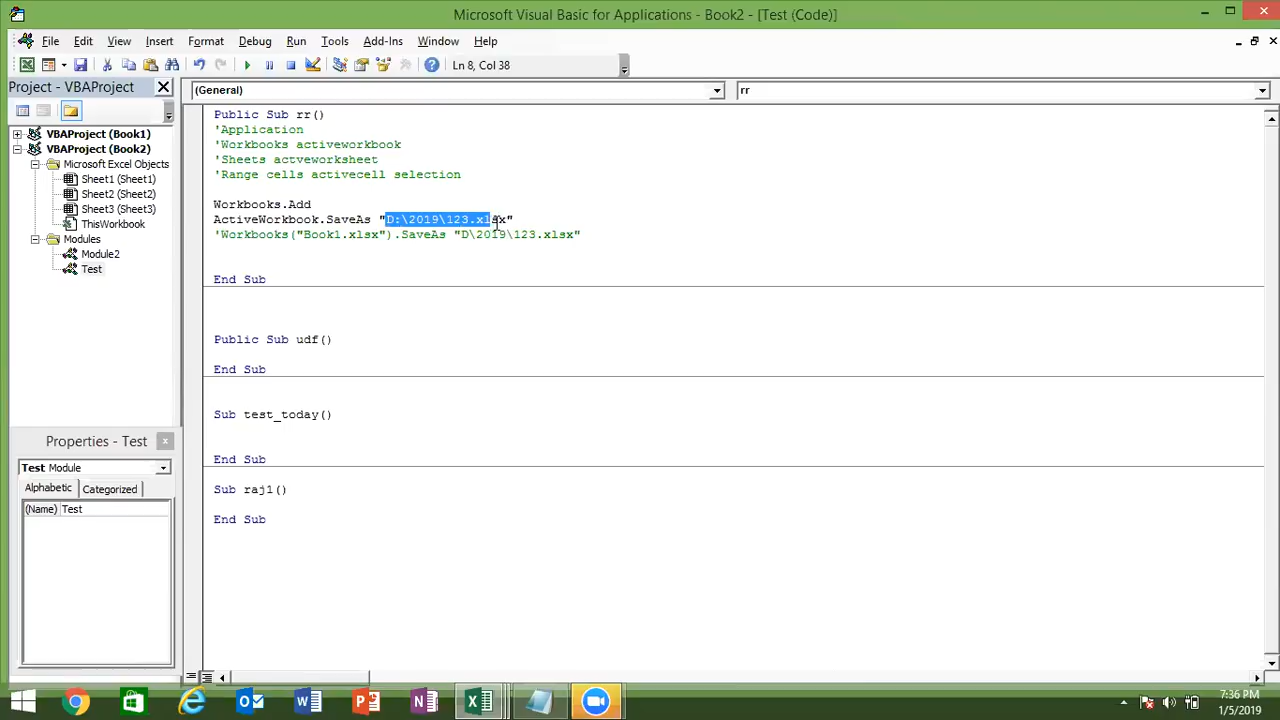 Microsoft Visual Basic for Applications - Book2 - [Test (Code)]
File Edit View Insert Format Debug Run Tools Add-Ins Window Help
Ln 8, Col 38
Project - VBAProject
(General)
rr
VBAProject (Book1)
VBAProject (Book2)
Microsoft Excel Objects
Sheet1 (Sheet1)
Sheet2 (Sheet2)
Sheet3 (Sheet3)
ThisWorkbook
Modules
Module2
Test
Public Sub rr()
'Application
'Workbooks activeworkbook
'Sheets actveworksheet
'Range cells activecell selection
Workbooks.Add
ActiveWorkbook.SaveAs "D:\2019\123.xlsx"
'Workbooks("Book1.xlsx").SaveAs "D\2019\123.xlsx"
End Sub
Public Sub udf()
End Sub
Sub test_today()
End Sub
Sub raj1()
End Sub
Properties - Test
Test Module
Alphabetic Categorized
(Name) Test
7:36 PM
1/5/2019